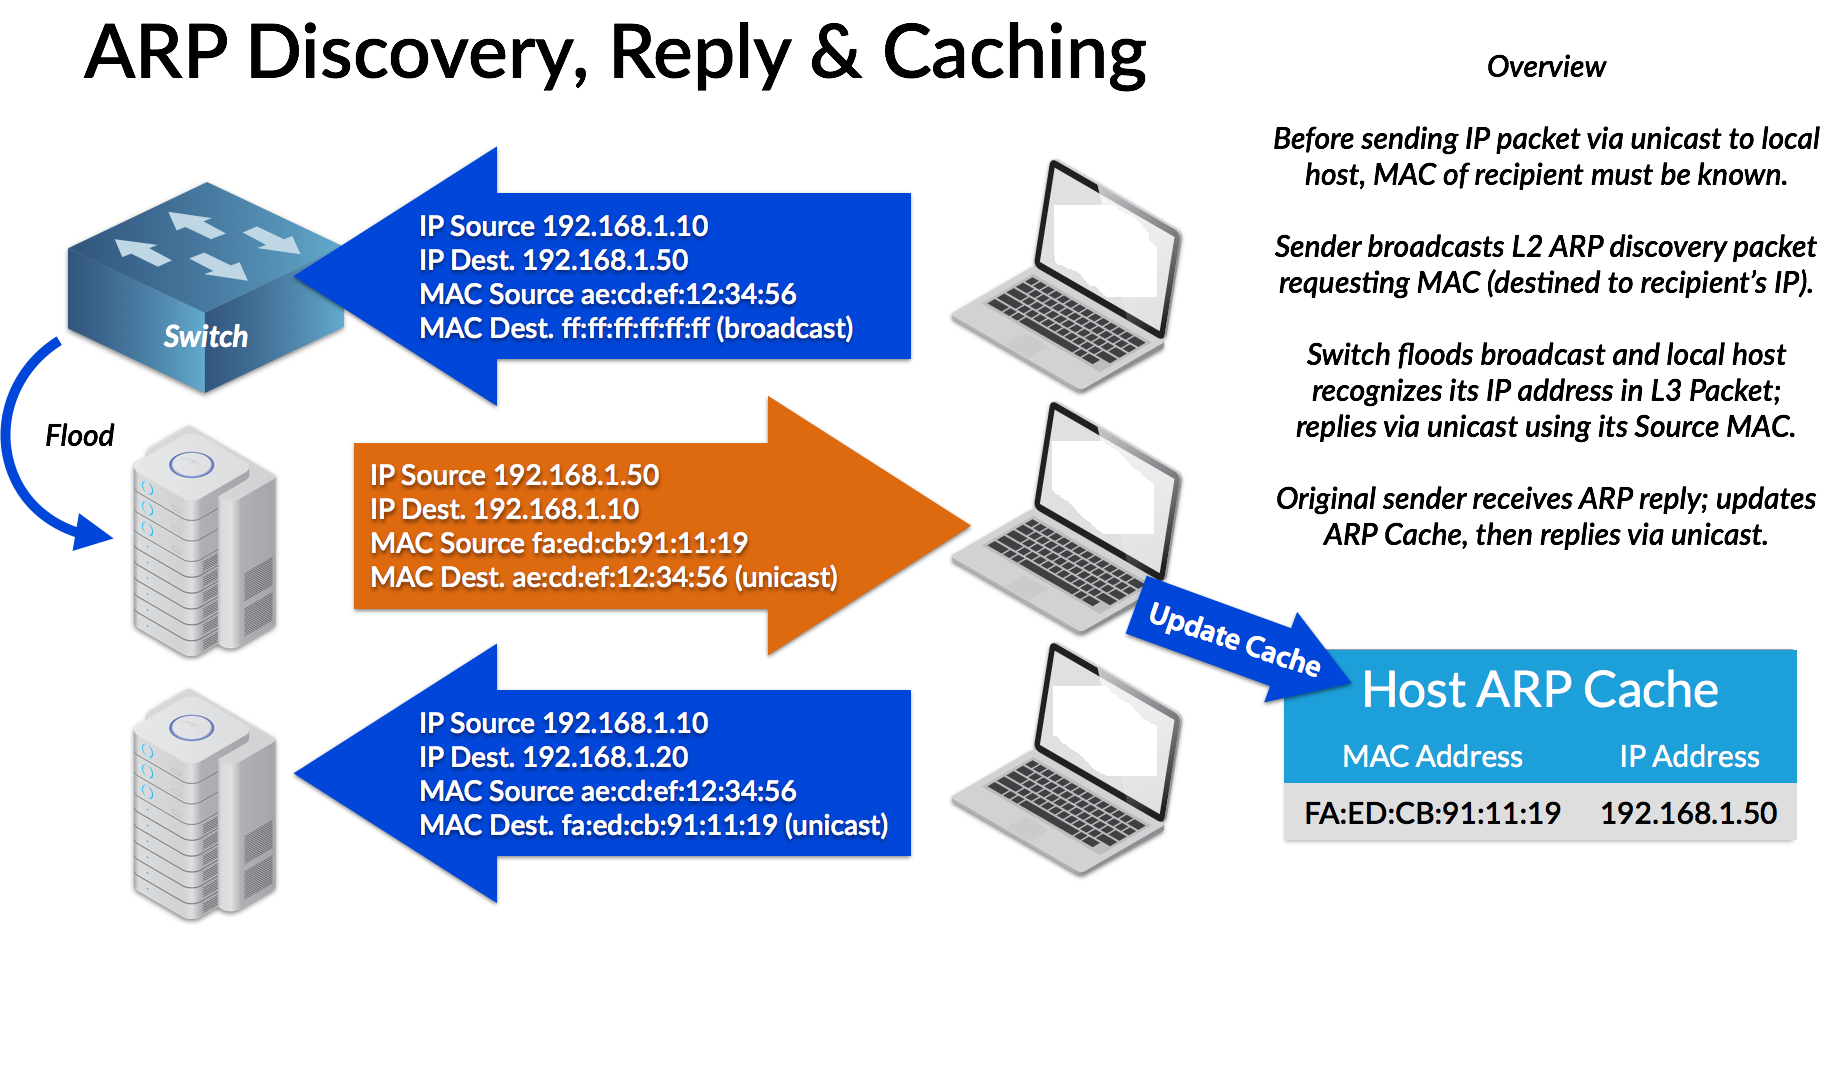 ARP Discovery, Reply & Caching
Overview
Before sending IP packet via unicast to local
host, MAC of recipient must be known.
Sender broadcasts L2 ARP discovery packet
requesting MAC (destined to recipient’s IP).
Switch floods broadcast and local host
recognizes its IP address in L3 Packet;
replies via unicast using its Source MAC.
Original sender receives ARP reply; updates
ARP Cache, then replies via unicast.
IP Source 192.168.1.10
IP Dest. 192.168.1.50
MAC Source ae:cd:ef:12:34:56
MAC Dest. ff:ff:ff:ff:ff:ff (broadcast)
Switch
Flood
IP Source 192.168.1.50
IP Dest. 192.168.1.10
MAC Source fa:ed:cb:91:11:19
MAC Dest. ae:cd:ef:12:34:56 (unicast)
Update Cache
Host ARP Cache
MAC Address IP Address
FA:ED:CB:91:11:19 192.168.1.50
IP Source 192.168.1.10
IP Dest. 192.168.1.20
MAC Source ae:cd:ef:12:34:56
MAC Dest. fa:ed:cb:91:11:19 (unicast)